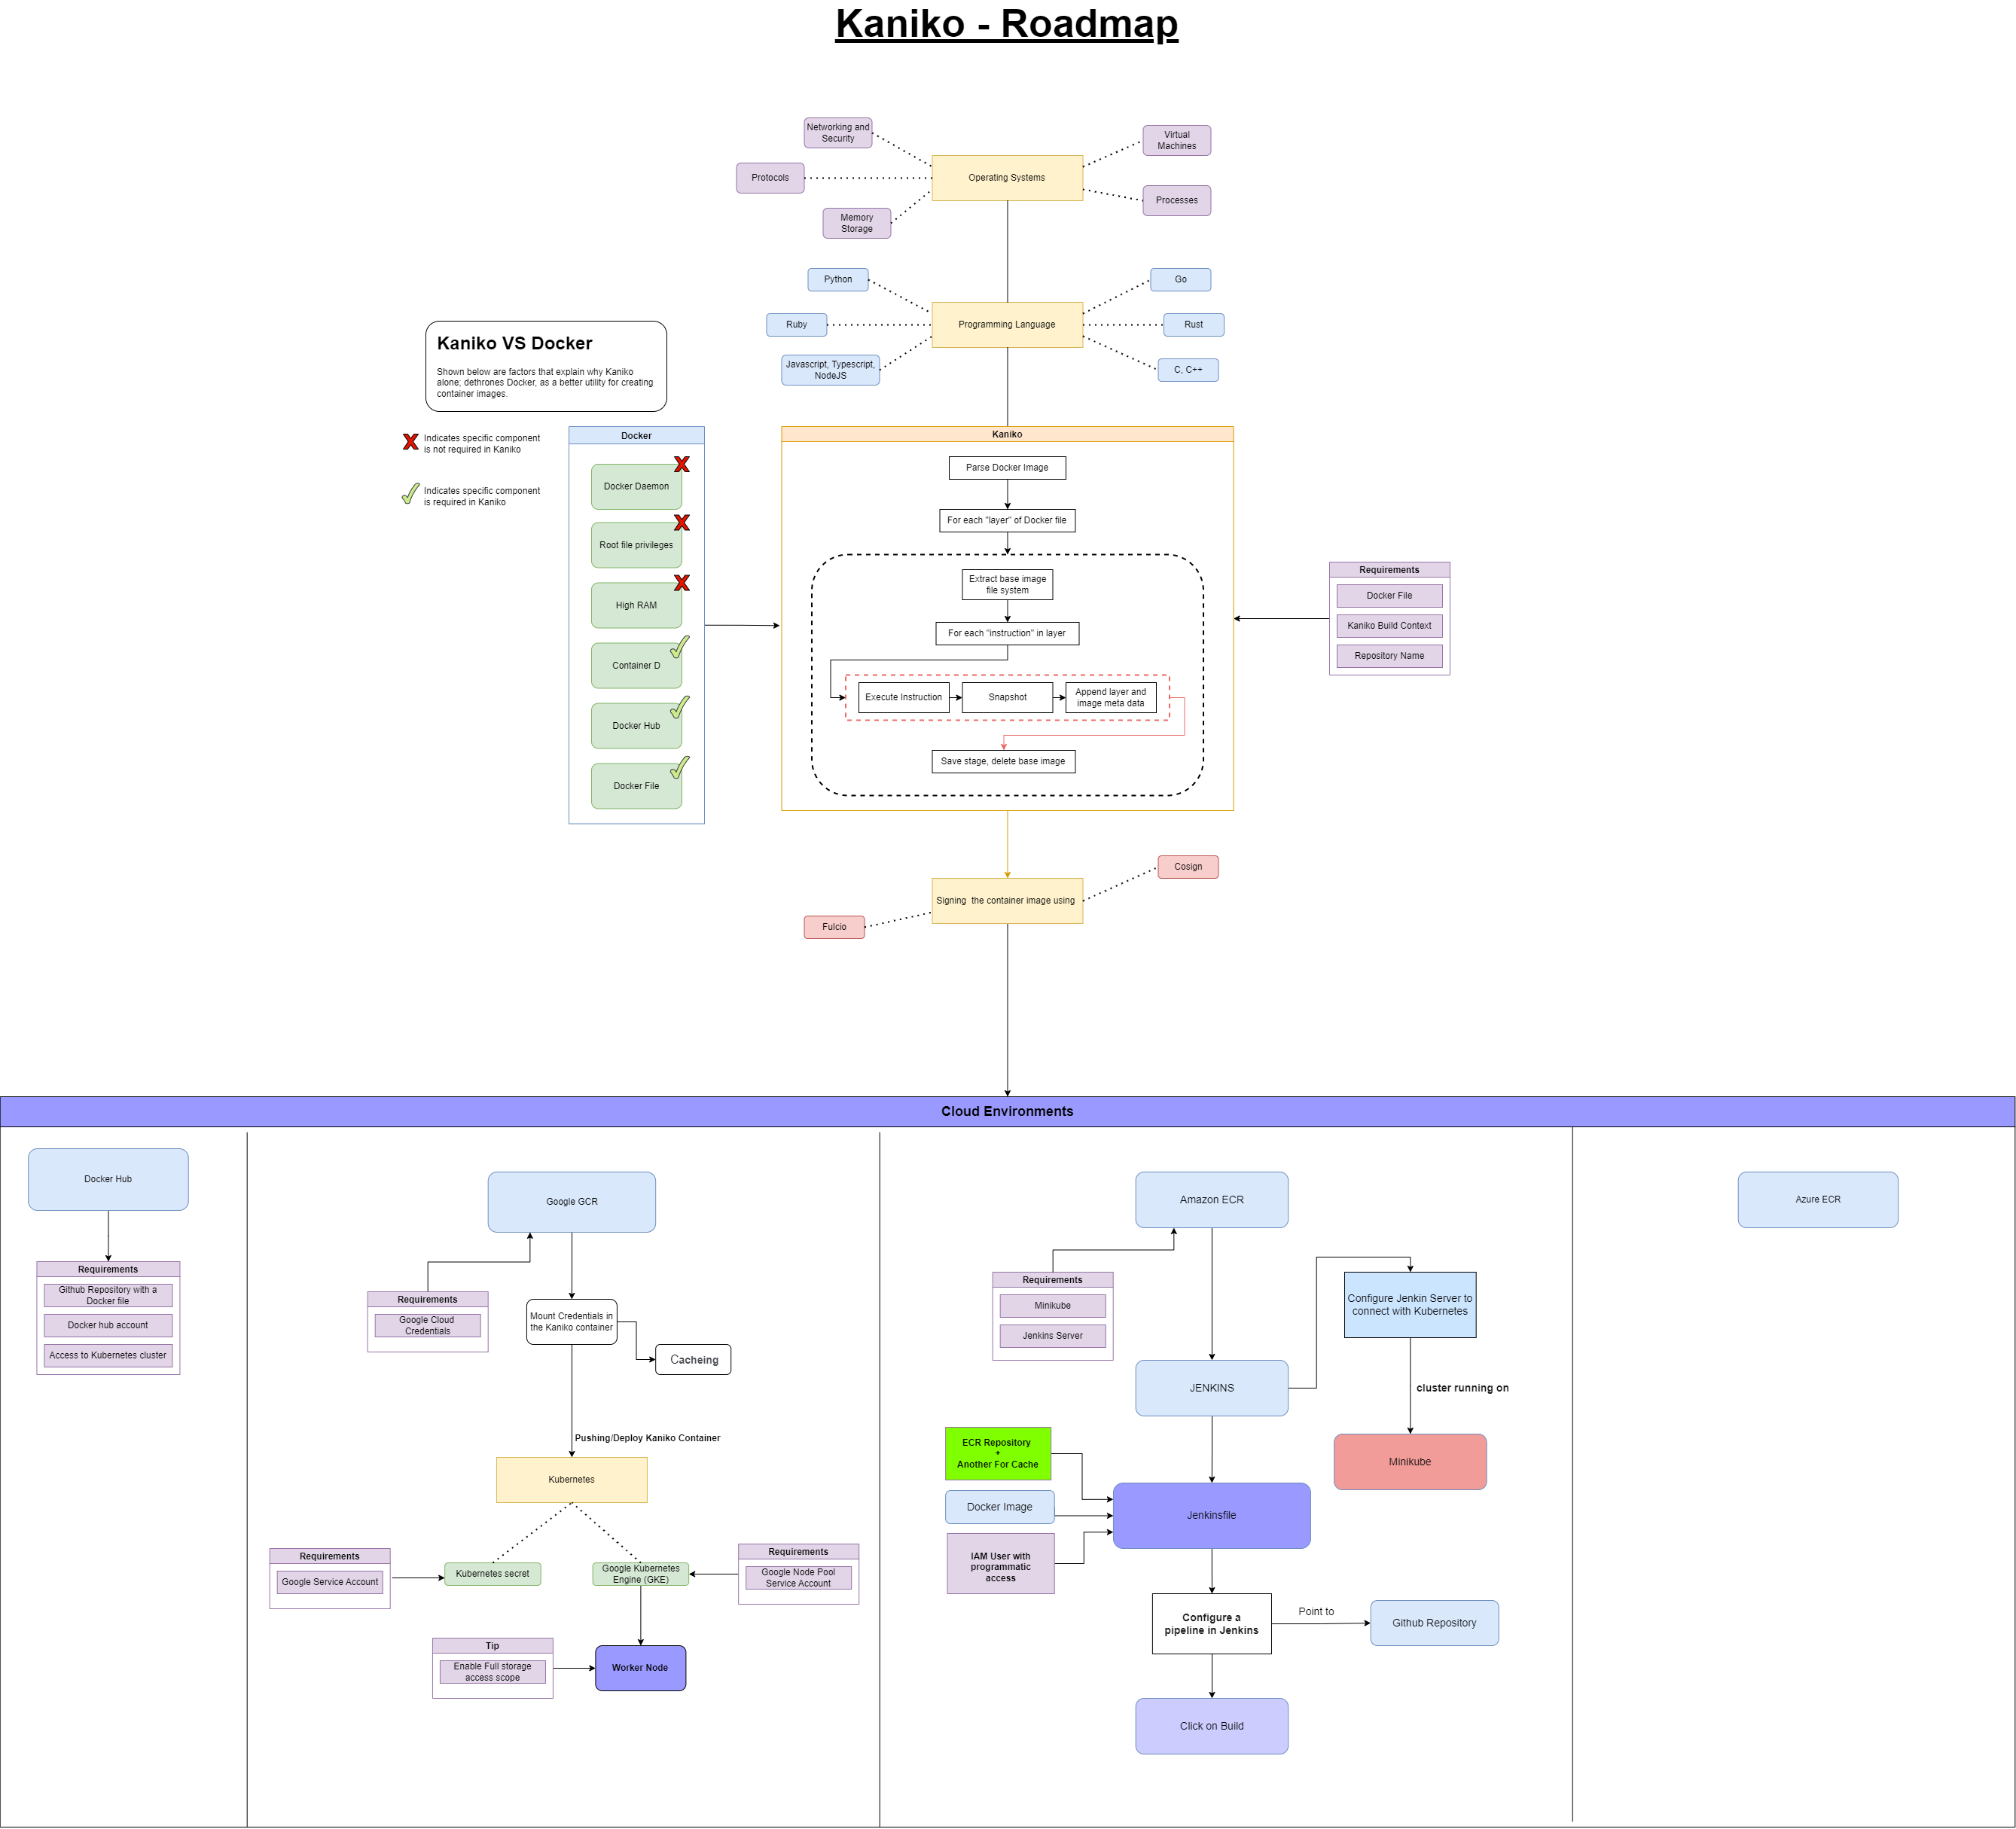 Kaniko - Roadmap
Networking and
Security
Virtual
Machines
Protocols
Operating Systems
Processes
Memory
Storage
Python
Go
Ruby
Programming Language
Rust
Javascript, Typescript,
NodeJS
C, C++
Kaniko VS Docker
Shown below are factors that explain why Kaniko
alone; dethrones Docker, as a better utility for creating
container images.
Indicates specific component
is not required in Kaniko
Indicates specific component
is required in Kaniko
Docker
Docker Daemon
Root file privileges
High RAM
Container D
Docker Hub
Docker File
Kaniko
Parse Docker Image
For each "layer" of Docker file
Extract base image
file system
For each "instruction" in layer
Execute Instruction
Snapshot
Append layer and
image meta data
Save stage, delete base image
Requirements
Docker File
Kaniko Build Context
Repository Name
Cosign
Signing  the container image using
Fulcio
Cloud Environments
Docker Hub
Requirements
Github Repository with a
Docker file
Docker hub account
Access to Kubernetes cluster
Google GCR
Requirements
Google Cloud
Credentials
Mount Credentials in
the Kaniko container
Cacheing
Pushing/Deploy Kaniko Container
Kubernetes
Requirements
Google Service Account
Kubernetes secret
Google Kubernetes
Engine (GKE)
Requirements
Google Node Pool
Service Account
Tip
Enable Full storage
access scope
Worker Node
Amazon ECR
Requirements
Minikube
Jenkins Server
Configure Jenkin Server to
connect with Kubernetes
JENKINS
cluster running on
Minikube
ECR Repository
+
Another For Cache
Docker Image
IAM User with
programmatic
access
Jenkinsfile
Configure a
pipeline in Jenkins
Point to
Github Repository
Click on Build
Azure ECR